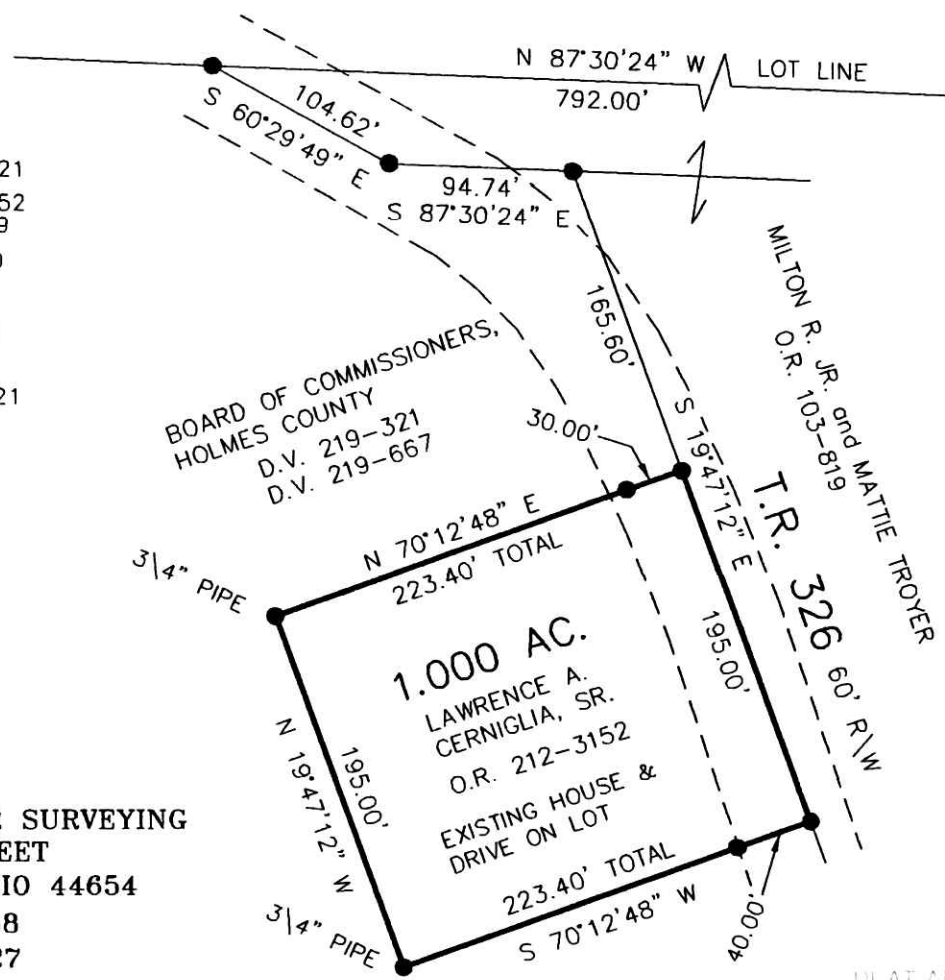 N 87°30'24" W
LOT LINE
792.00'
104.62'
S 60°29'49" E
94.74'
S 87°30'24" E
21
52
9
21
165.60'
MILTON R. JR. and MATTIE TROYER
O.R. 103-819
BOARD OF COMMISSIONERS,
HOLMES COUNTY
D.V. 219-321
D.V. 219-667
30.00'
S 19°47'12" E
T.R. 326 60' R\W
N 70°12'48" E
223.40' TOTAL
3\4" PIPE
1.000 AC.
LAWRENCE A.
CERNIGLIA, SR.
O.R. 212-3152
EXISTING HOUSE &
DRIVE ON LOT
195.00'
N 19°47'12" W
195.00'
223.40' TOTAL
S 70°12'48" W
40.00'
3\4" PIPE
SURVEYING
EET
IO 44654
8
27